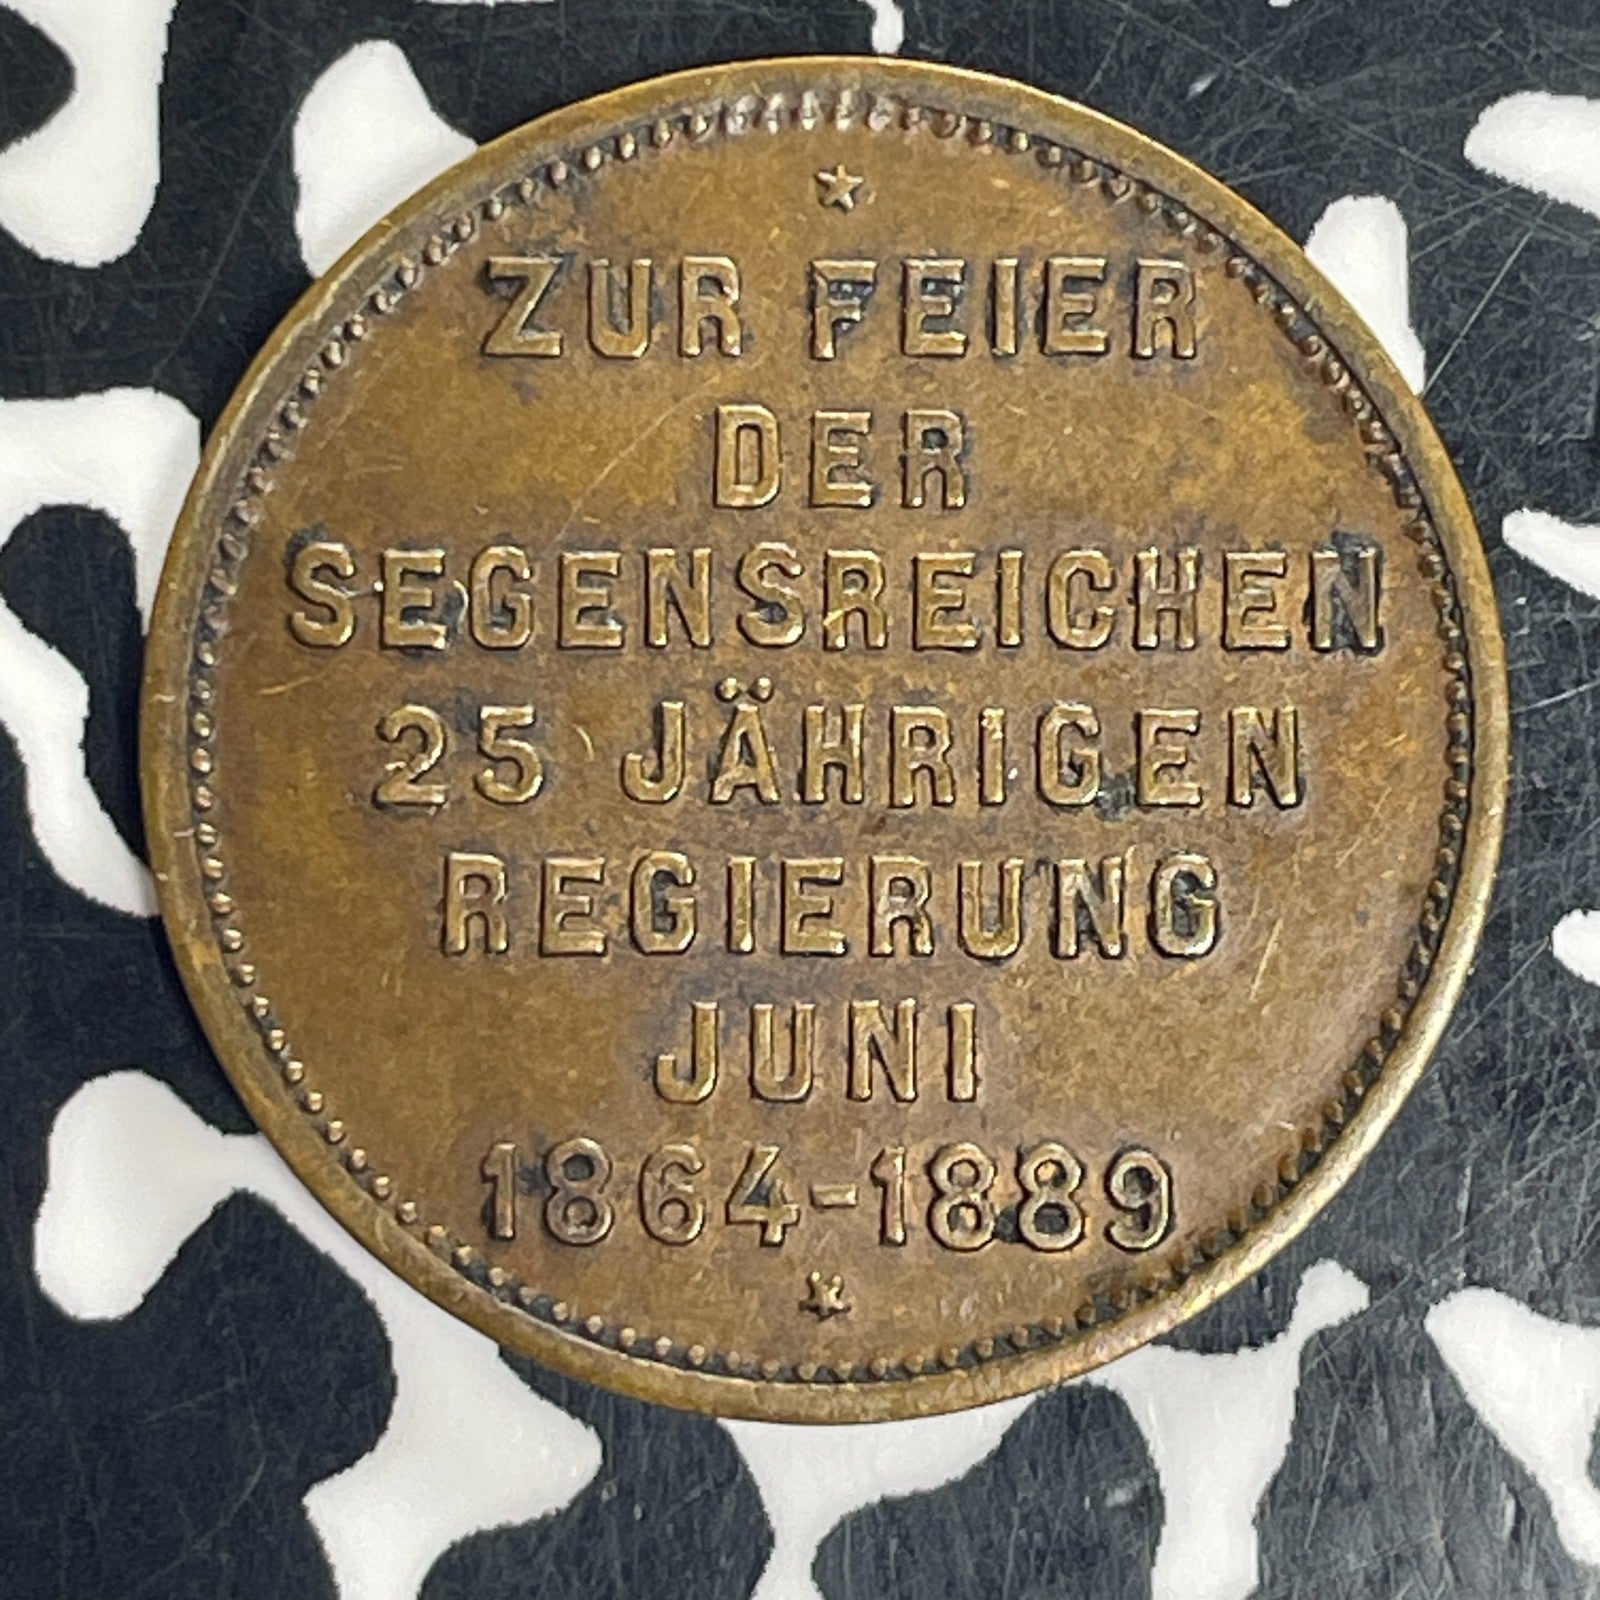 ZUR FEIER
DER
SEGENSREICHEN
25 JÄHRIGEN
REGIERUNG
JUNI
1864-1889